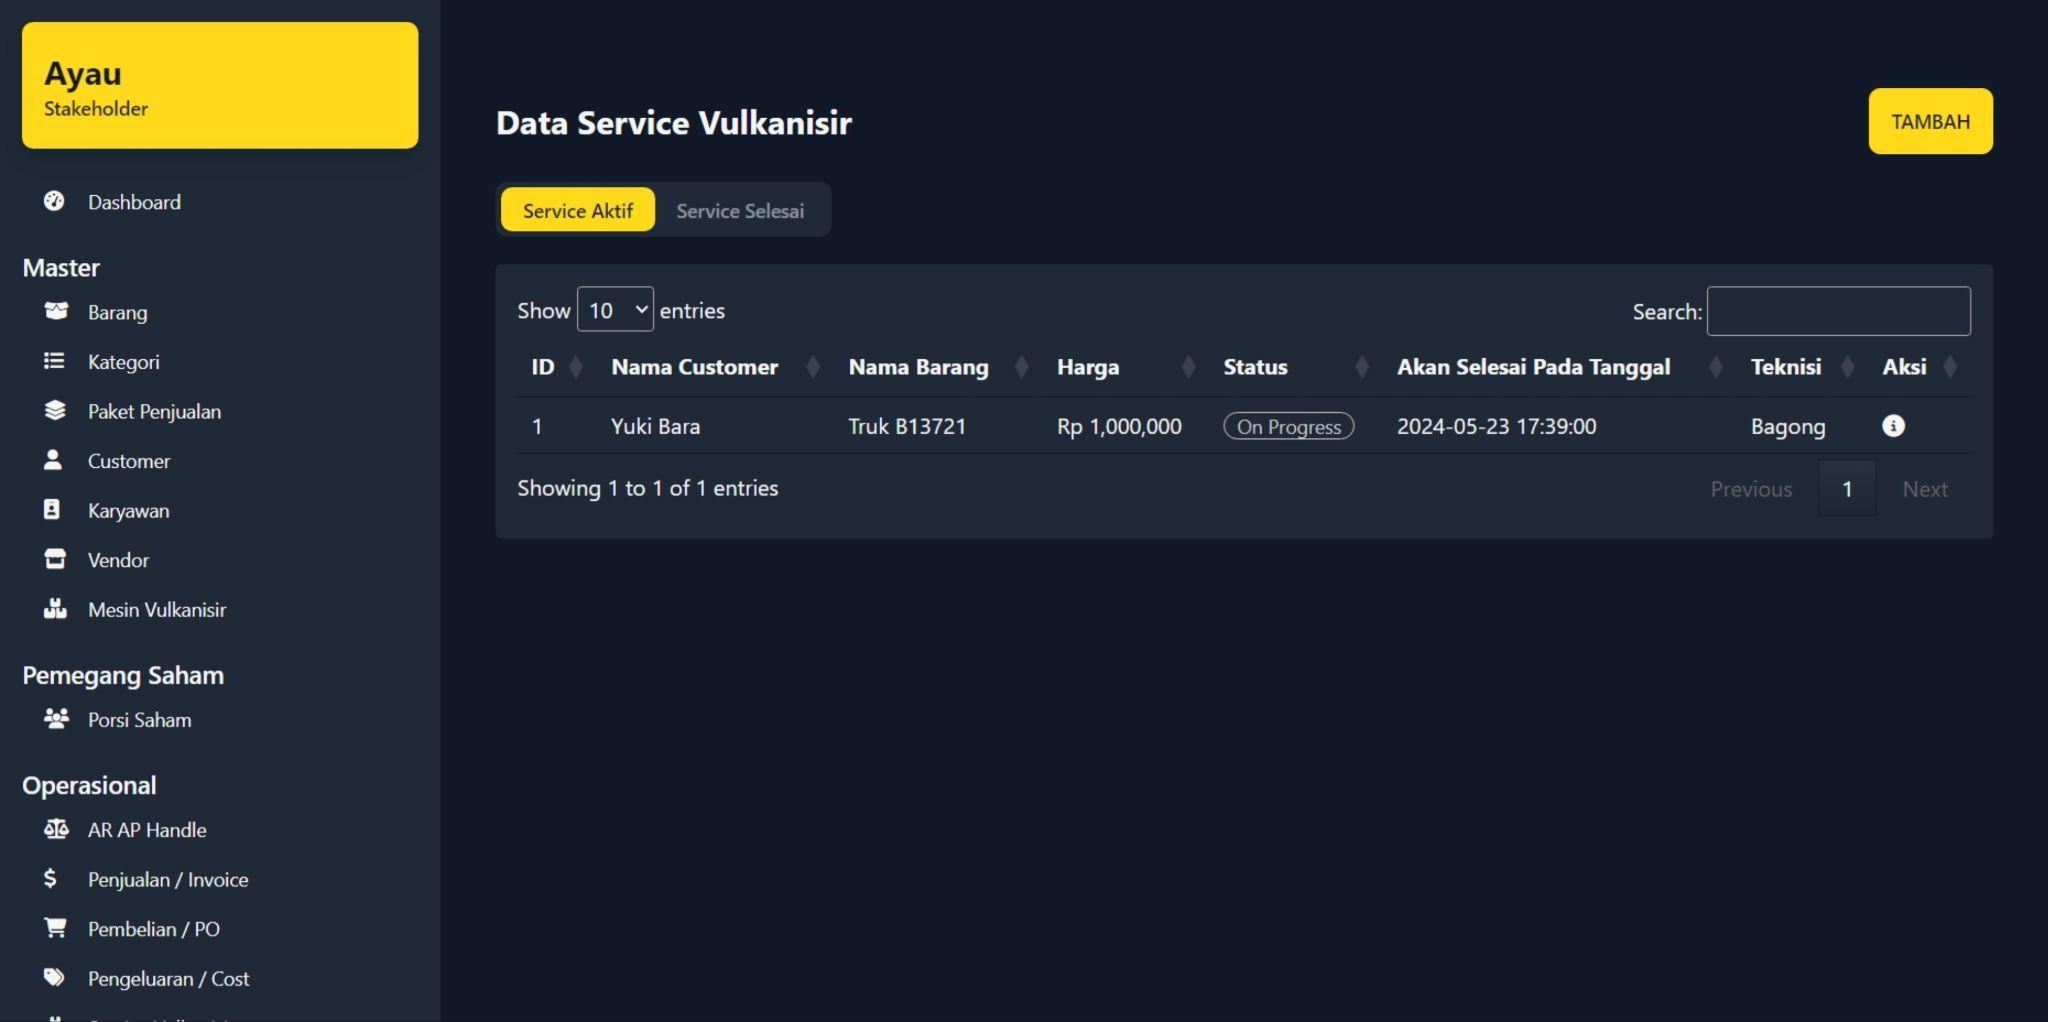 Ayau
Stakeholder
Dashboard
Master
Barang
Kategori
Paket Penjualan
Customer
Karyawan
Vendor
Mesin Vulkanisir
Pemegang Saham
Porsi Saham
Operasional
AR AP Handle
Penjualan / Invoice
Pembelian / PO
Pengeluaran / Cost
Data Service Vulkanisir
TAMBAH
Service Aktif Service Selesai
Show 10 entries Search:
ID Nama Customer Nama Barang Harga Status Akan Selesai Pada Tanggal Teknisi Aksi
1 Yuki Bara Truk B13721 Rp 1,000,000 On Progress 2024-05-23 17:39:00 Bagong
Showing 1 to 1 of 1 entries Previous 1 Next